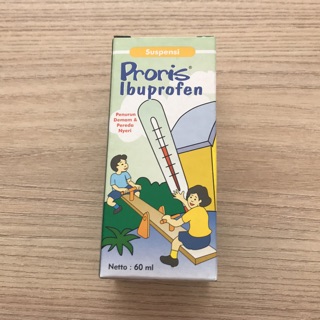 Suspensi
Proris®
Ibuprofen
Penurun
Demam &
Pereda
Nyeri
Netto : 60 ml